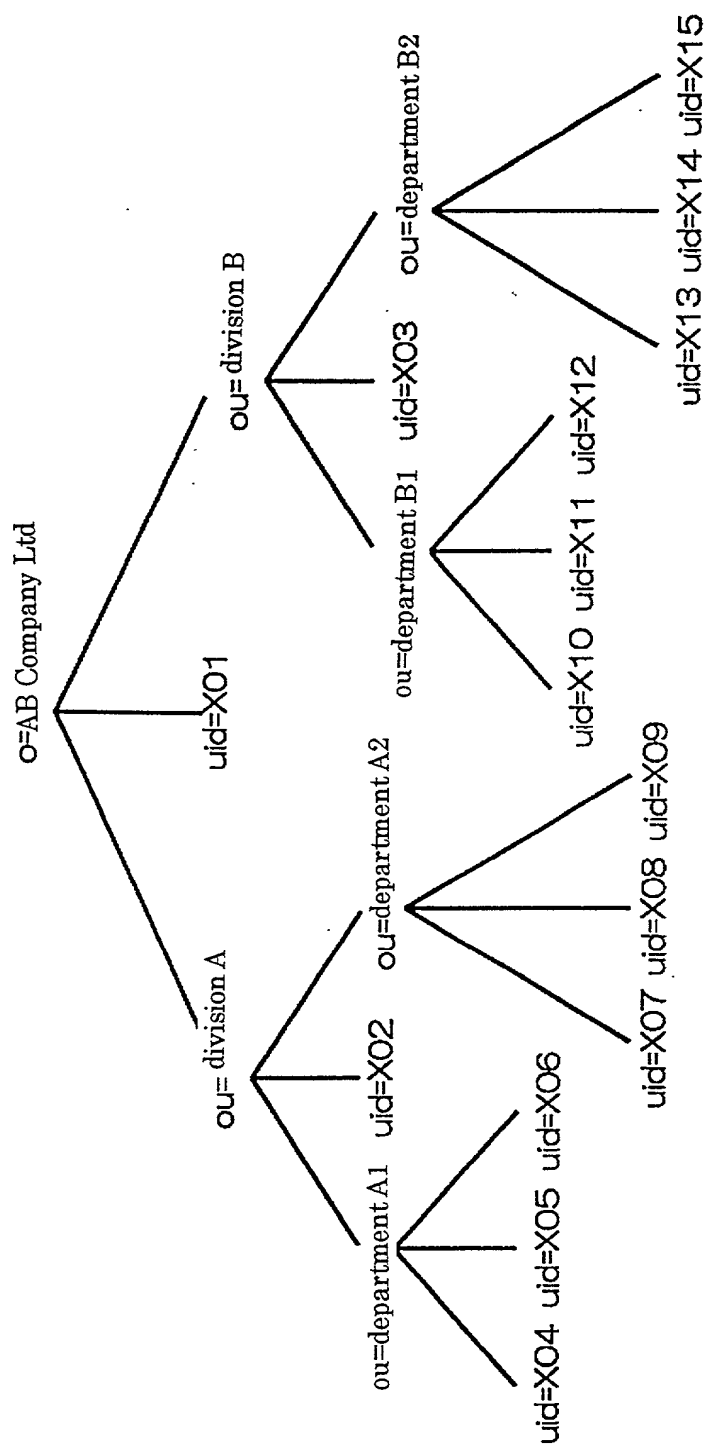 o=AB Company Ltd
ou= division A
uid=X01
ou= division B
ou=department A1
uid=X02
ou=department A2
ou=department B1
uid=X03
ou=department B2
uid=X04 uid=X05 uid=X06
uid=X07 uid=X08 uid=X09
uid=X10 uid=X11 uid=X12
uid=X13 uid=X14 uid=X15